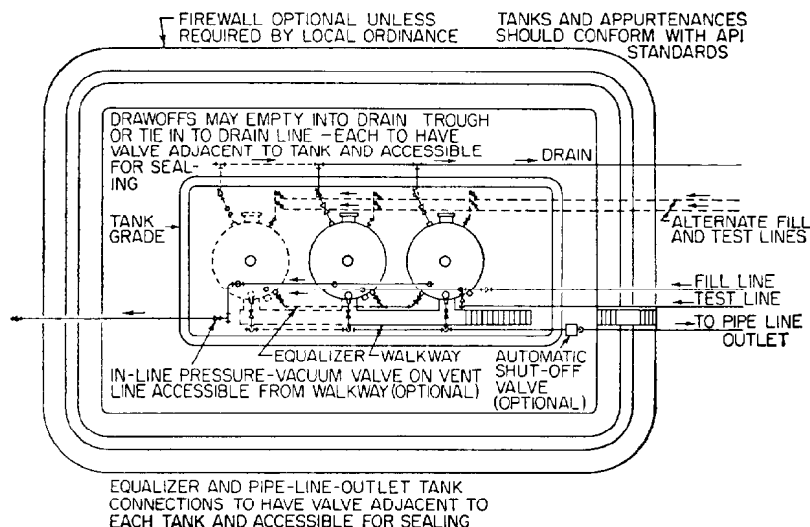 FIREWALL OPTIONAL UNLESS
REQUIRED BY LOCAL ORDINANCE
TANKS AND APPURTENANCES
SHOULD CONFORM WITH API
STANDARDS
DRAWOFFS MAY EMPTY INTO DRAIN TROUGH
OR TIE IN TO DRAIN LINE - EACH TO HAVE
VALVE ADJACENT TO TANK AND ACCESSIBLE
FOR SEAL-
ING
DRAIN
TANK
GRADE
ALTERNATE FILL
AND TEST LINES
FILL LINE
TEST LINE
TO PIPE LINE
OUTLET
EQUALIZER
WALKWAY
AUTOMATIC
SHUT-OFF
VALVE
(OPTIONAL)
IN-LINE PRESSURE-VACUUM VALVE ON VENT
LINE ACCESSIBLE FROM WALKWAY (OPTIONAL)
EQUALIZER AND PIPE-LINE-OUTLET TANK
CONNECTIONS TO HAVE VALVE ADJACENT TO
EACH TANK AND ACCESSIBLE FOR SEALING